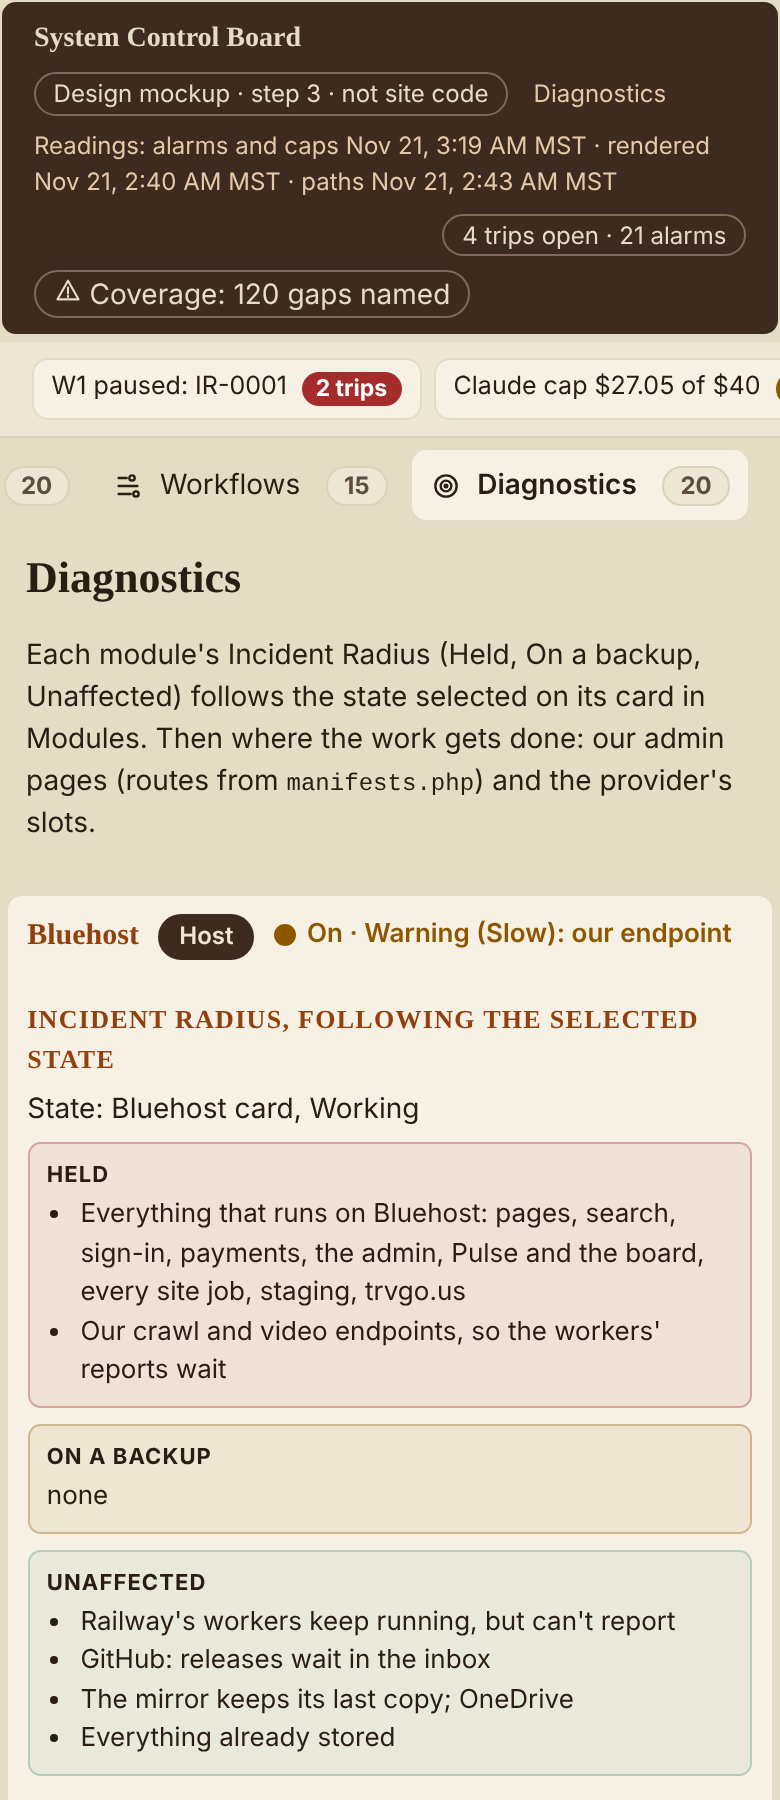 System Control Board
Design mockup · step 3 · not site code Diagnostics
Readings: alarms and caps Nov 21, 3:19 AM MST · rendered
Nov 21, 2:40 AM MST · paths Nov 21, 2:43 AM MST
4 trips open · 21 alarms
⚠ Coverage: 120 gaps named
W1 paused: IR-0001 2 trips Claude cap $27.05 of $40
20 Workflows 15 Diagnostics 20
Diagnostics
Each module's Incident Radius (Held, On a backup,
Unaffected) follows the state selected on its card in
Modules. Then where the work gets done: our admin
pages (routes from manifests.php) and the provider's
slots.
Bluehost Host On · Warning (Slow): our endpoint
INCIDENT RADIUS, FOLLOWING THE SELECTED
STATE
State: Bluehost card, Working
HELD
• Everything that runs on Bluehost: pages, search,
sign-in, payments, the admin, Pulse and the board,
every site job, staging, trvgo.us
• Our crawl and video endpoints, so the workers'
reports wait
ON A BACKUP
none
UNAFFECTED
• Railway's workers keep running, but can't report
• GitHub: releases wait in the inbox
• The mirror keeps its last copy; OneDrive
• Everything already stored